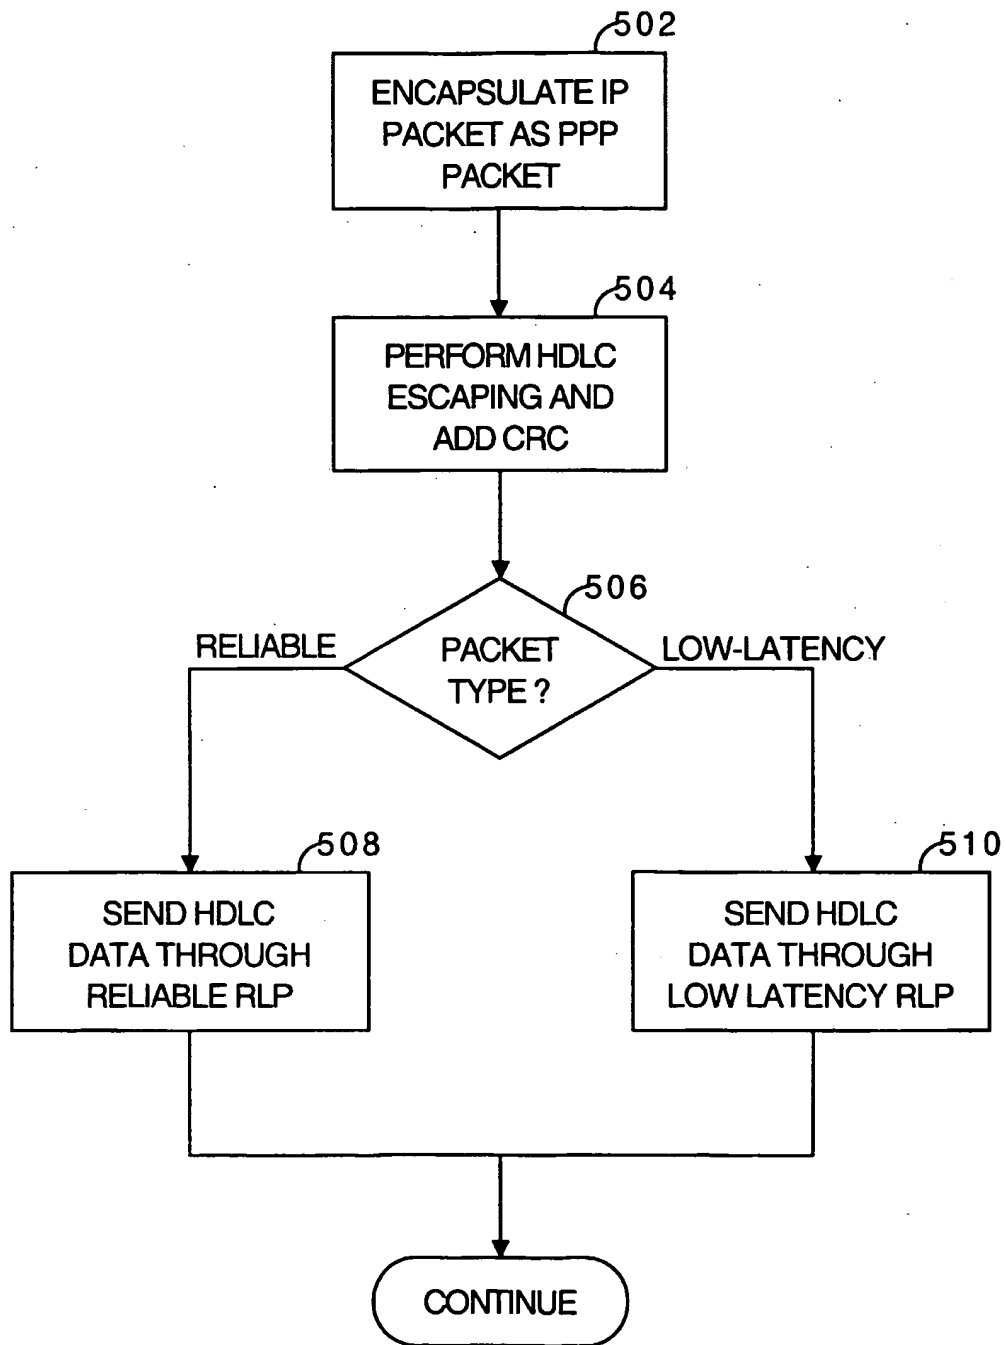 502
ENCAPSULATE IP
PACKET AS PPP
PACKET
504
PERFORM HDLC
ESCAPING AND
ADD CRC
506
RELIABLE
PACKET
TYPE ?
LOW-LATENCY
508
SEND HDLC
DATA THROUGH
RELIABLE RLP
510
SEND HDLC
DATA THROUGH
LOW LATENCY RLP
CONTINUE